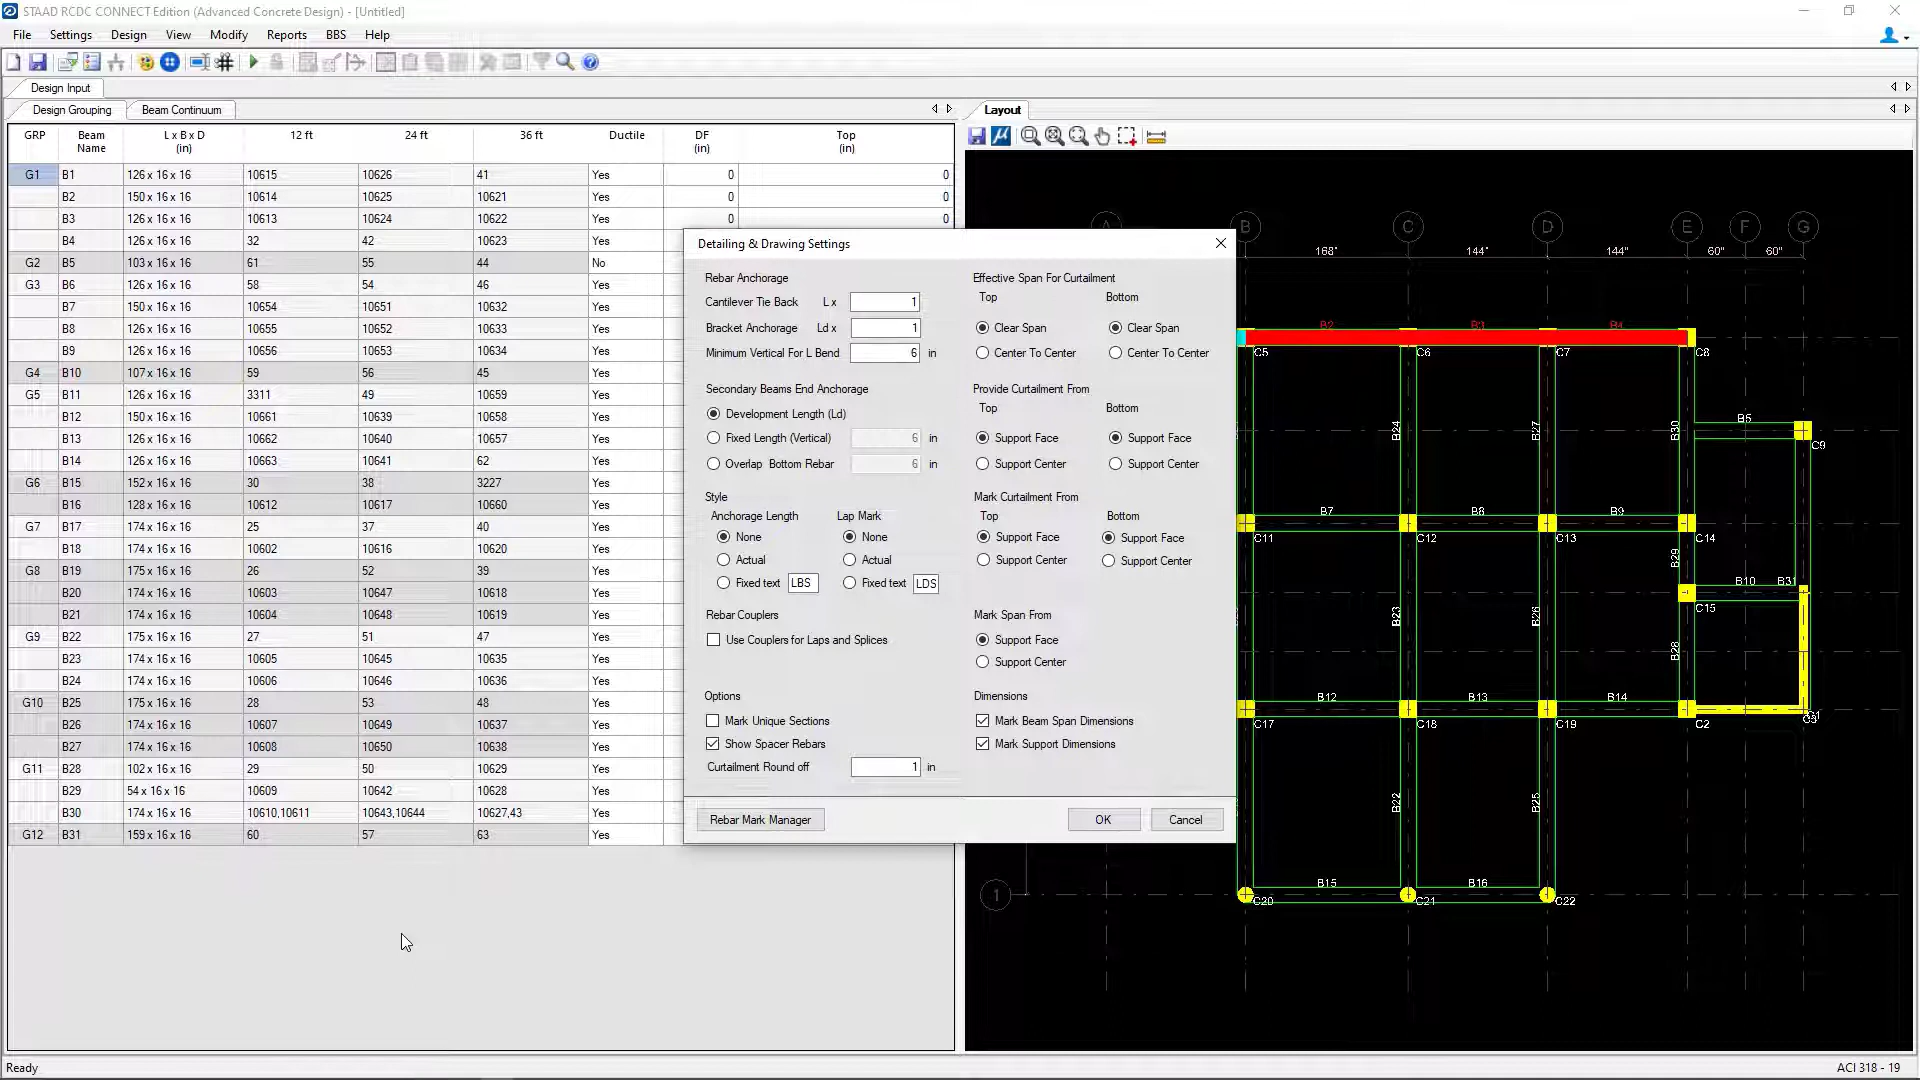 STAAD RCDC CONNECT Edition (Advanced Concrete Design) - [Untitled]
File Settings Design View Modify Reports BBS Help
Design Input
Design Grouping Beam Continuum
GRP Beam Name L x B x D (in) 12 ft 24 ft 36 ft Ductile DF (in) Top (in)
G1 B1 126 x 16 x 16 10615 10626 41 Yes 0 0
B2 150 x 16 x 16 10614 10625 10621 Yes 0 0
B3 126 x 16 x 16 10613 10624 10622 Yes 0 0
B4 126 x 16 x 16 32 42 10623 Yes
G2 B5 103 x 16 x 16 61 55 44 No
G3 B6 126 x 16 x 16 58 54 46 Yes
B7 150 x 16 x 16 10654 10651 10632 Yes
B8 126 x 16 x 16 10655 10652 10633 Yes
B9 126 x 16 x 16 10656 10653 10634 Yes
G4 B10 107 x 16 x 16 59 56 45 Yes
G5 B11 126 x 16 x 16 3311 49 10659 Yes
B12 150 x 16 x 16 10661 10639 10658 Yes
B13 126 x 16 x 16 10662 10640 10657 Yes
B14 126 x 16 x 16 10663 10641 62 Yes
G6 B15 152 x 16 x 16 30 38 3227 Yes
B16 128 x 16 x 16 10612 10617 10660 Yes
G7 B17 174 x 16 x 16 25 37 40 Yes
B18 174 x 16 x 16 10602 10616 10620 Yes
G8 B19 175 x 16 x 16 26 52 39 Yes
B20 174 x 16 x 16 10603 10647 10618 Yes
B21 174 x 16 x 16 10604 10648 10619 Yes
G9 B22 175 x 16 x 16 27 51 47 Yes
B23 174 x 16 x 16 10605 10645 10635 Yes
B24 174 x 16 x 16 10606 10646 10636 Yes
G10 B25 175 x 16 x 16 28 53 48 Yes
B26 174 x 16 x 16 10607 10649 10637 Yes
B27 174 x 16 x 16 10608 10650 10638 Yes
G11 B28 102 x 16 x 16 29 50 10629 Yes
B29 54 x 16 x 16 10609 10642 10628 Yes
B30 174 x 16 x 16 10610,10611 10643,10644 10627,43 Yes
G12 B31 159 x 16 x 16 60 57 63 Yes
Detailing & Drawing Settings
Rebar Anchorage
Cantilever Tie Back L x 1
Bracket Anchorage Ld x 1
Minimum Vertical For L Bend 6 in
Secondary Beams End Anchorage
Development Length (Ld)
Fixed Length (Vertical) 6 in
Overlap Bottom Rebar 6 in
Style
Anchorage Length Lap Mark
None None
Actual Actual
Fixed text LBS Fixed text LDS
Rebar Couplers
Use Couplers for Laps and Splices
Options
Mark Unique Sections
Show Spacer Rebars
Curtailment Round off 1 in
Effective Span For Curtailment
Top Bottom
Clear Span Clear Span
Center To Center Center To Center
Provide Curtailment From
Top Bottom
Support Face Support Face
Support Center Support Center
Mark Curtailment From
Top Bottom
Support Face Support Face
Support Center Support Center
Mark Span From
Support Face
Support Center
Dimensions
Mark Beam Span Dimensions
Mark Support Dimensions
Rebar Mark Manager OK Cancel
Layout
B C D E F G
168" 144" 144" 60" 60"
B2 B3 B4
C5 C6 C7 C8
B5
B24 B27 B30
C9
B7 B8 B9
C11 C12 C13 C14
B29
B10 B31
C15
B23 B26
B28
B12 B13 B14
C17 C18 C19 C2
B22 B25
B15 B16
1
C20 C21 C22
Ready ACI 318 - 19